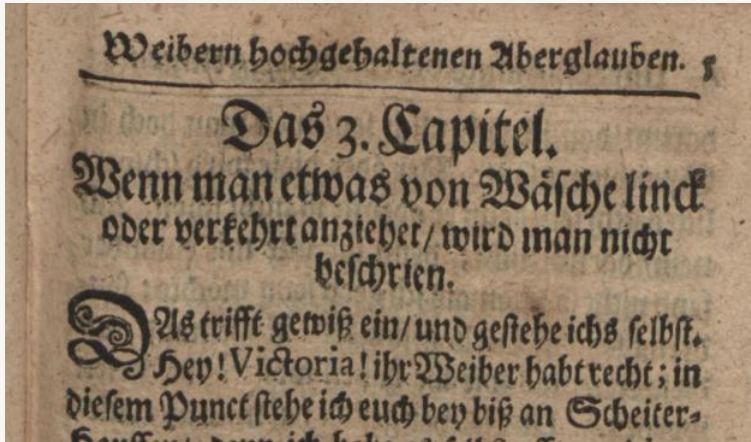 Weibern hochgehaltenen Aberglauben.
Das 3. Capitel.
Wenn man etwas von Wäsche linck
oder verkehrt anziehet/ wird man nicht
beschrien.
DAs trifft gewiß ein/ und gestehe ichs selbst.
Hey! Victoria! ihr Weiber habt recht; in
diesem Punct stehe ich euch bey biß an Scheiter-